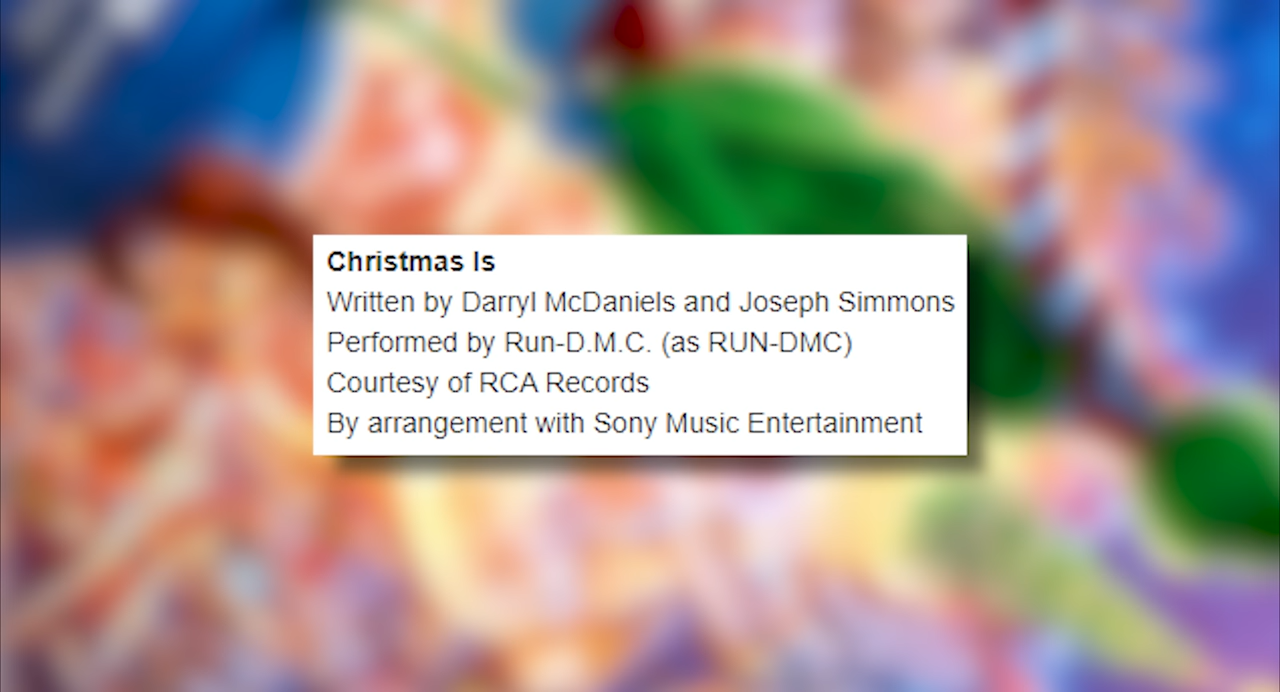 Christmas Is
Written by Darryl McDaniels and Joseph Simmons
Performed by Run-D.M.C. (as RUN-DMC)
Courtesy of RCA Records
By arrangement with Sony Music Entertainment